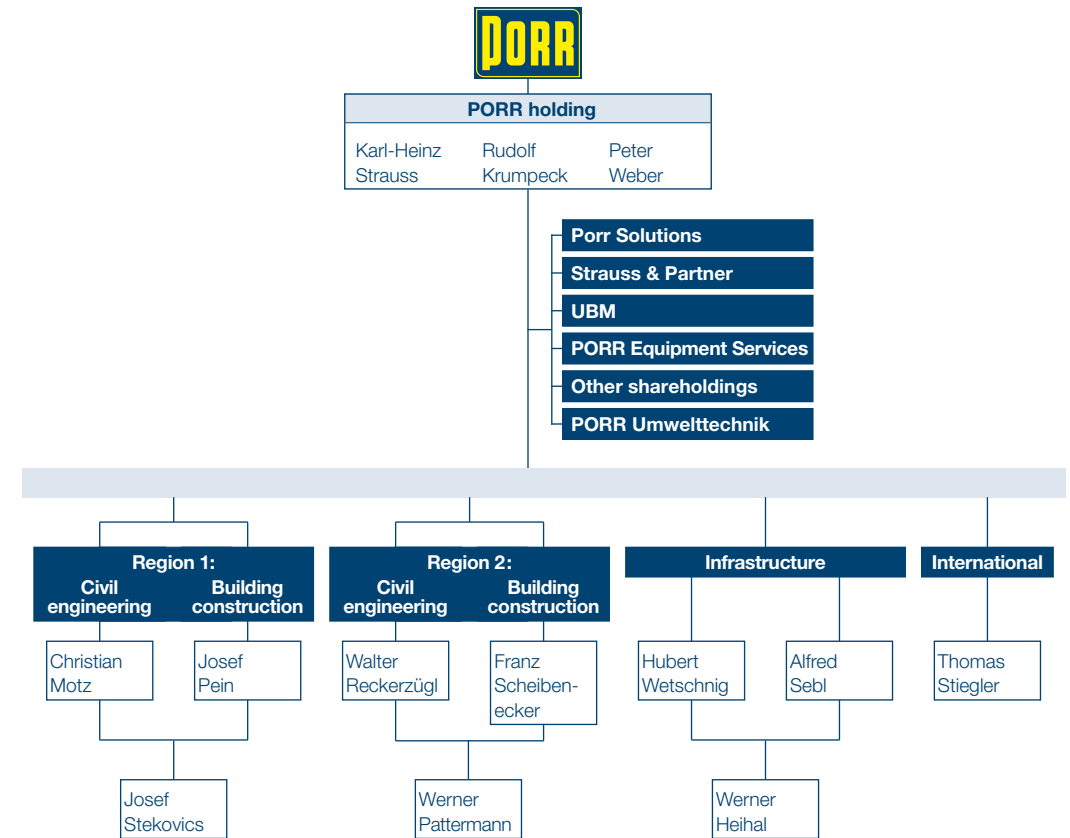 PORR
PORR holding
Karl-Heinz Strauss
Rudolf Krumpeck
Peter Weber
Porr Solutions
Strauss & Partner
UBM
PORR Equipment Services
Other shareholdings
PORR Umwelttechnik
Region 1:
Civil engineering
Building construction
Region 2:
Civil engineering
Building construction
Infrastructure
International
Christian
Motz
Josef
Pein
Walter
Reckerzügl
Franz
Scheiben-
ecker
Hubert
Wetschnig
Alfred
Sebl
Thomas
Stiegler
Josef
Stekovics
Werner
Pattermann
Werner
Heihal